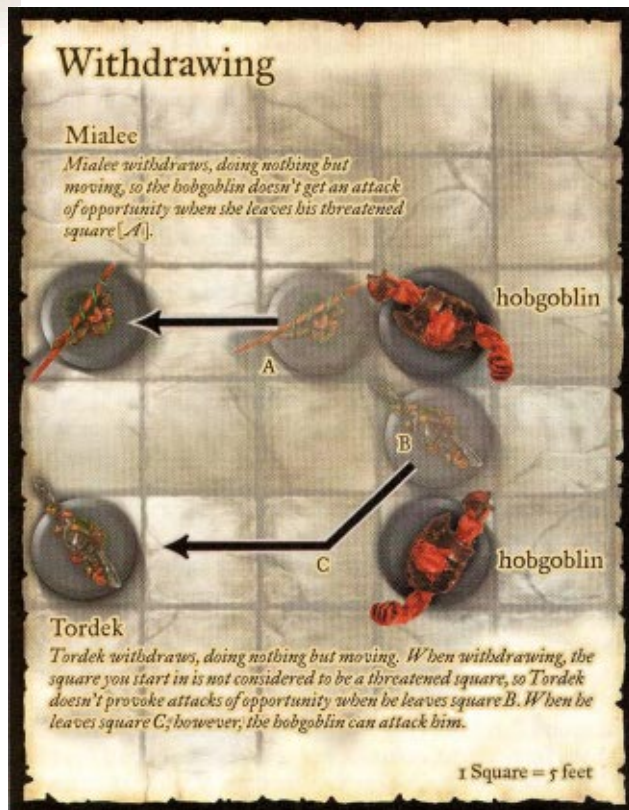 Withdrawing
Mialee
Mialee withdraws, doing nothing but
moving, so the hobgoblin doesn't get an attack
of opportunity when she leaves his threatened
square [A].
hobgoblin
A
B
C
hobgoblin
Tordek
Tordek withdraws, doing nothing but moving. When withdrawing, the
square you start in is not considered to be a threatened square, so Tordek
doesn't provoke attacks of opportunity when he leaves square B. When he
leaves square C; however, the hobgoblin can attack him.
1 Square = 5 feet